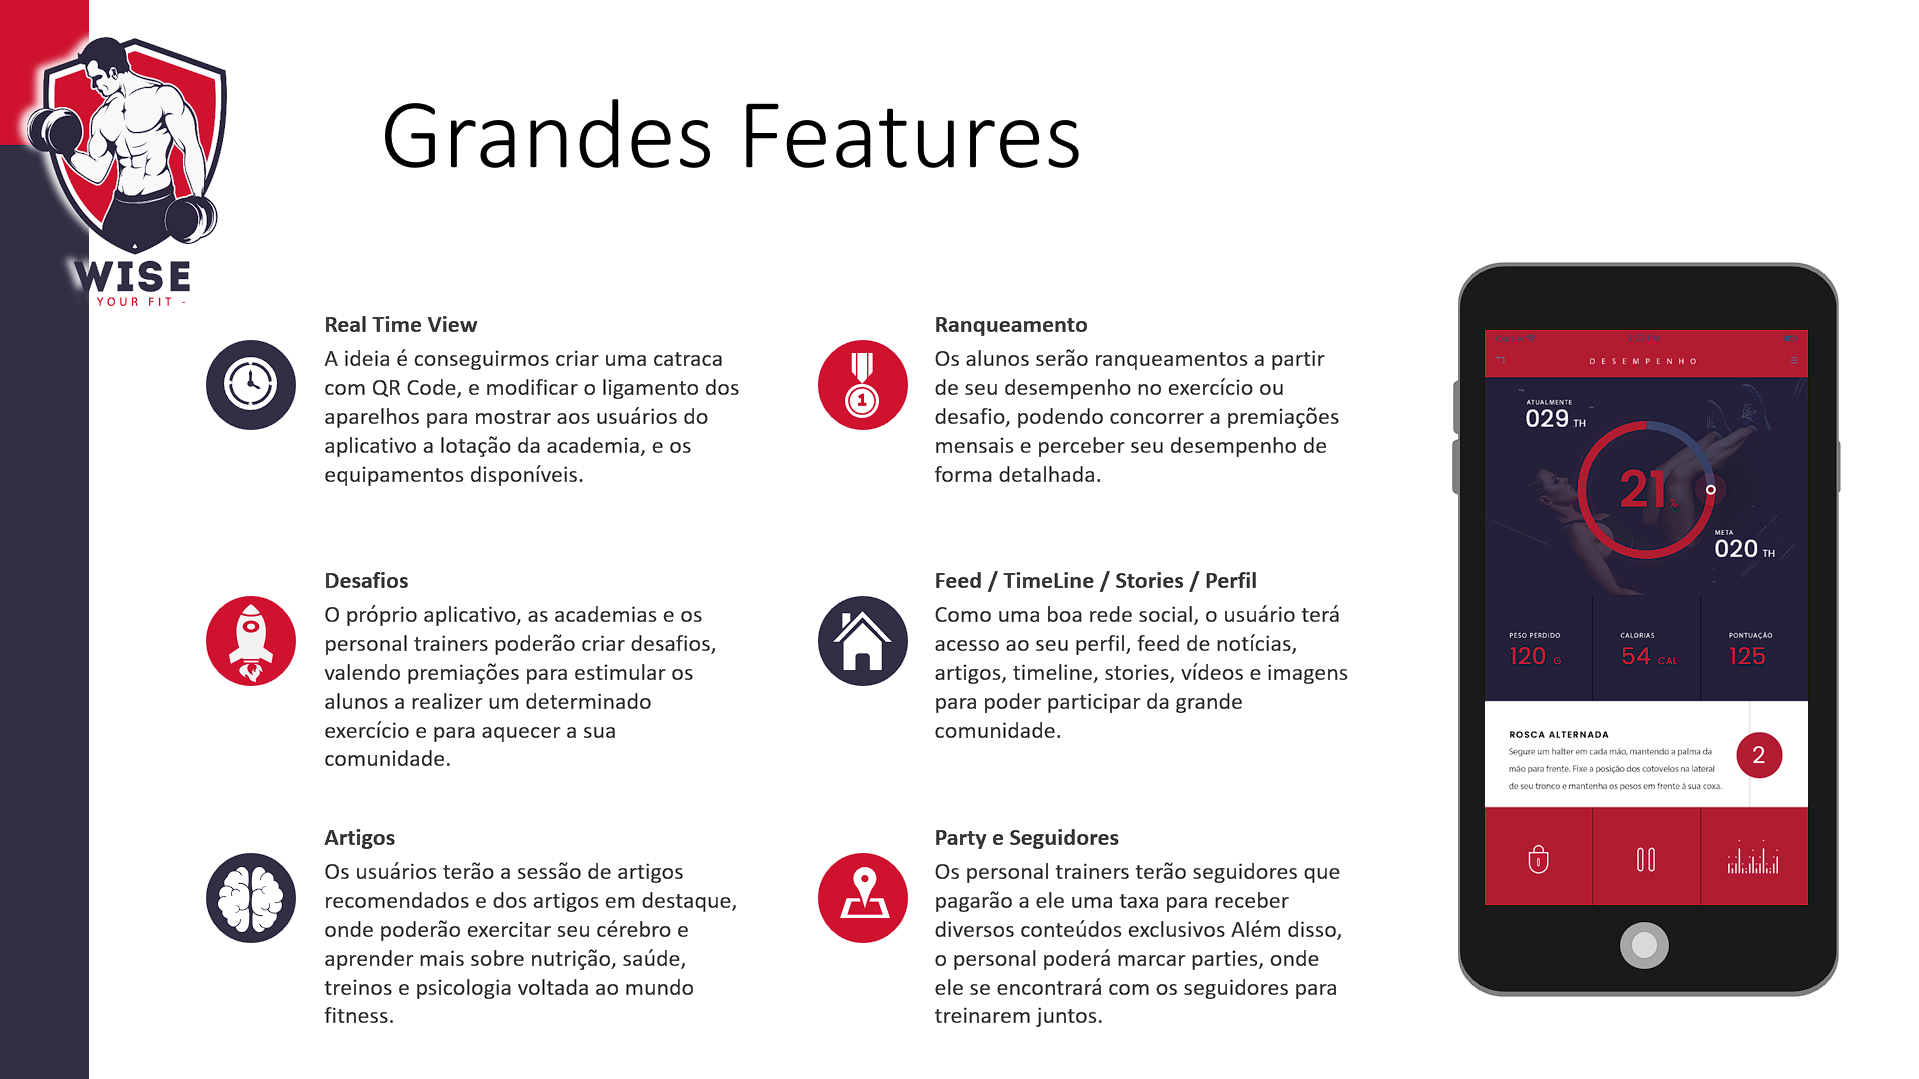 WISE
- YOUR FIT -
Grandes Features
Real Time View
A ideia é conseguirmos criar uma catraca
com QR Code, e modificar o ligamento dos
aparelhos para mostrar aos usuários do
aplicativo a lotação da academia, e os
equipamentos disponíveis.
Ranqueamento
Os alunos serão ranqueamentos a partir
de seu desempenho no exercício ou
desafio, podendo concorrer a premiações
mensais e perceber seu desempenho de
forma detalhada.
1
Desafios
O próprio aplicativo, as academias e os
personal trainers poderão criar desafios,
valendo premiações para estimular os
alunos a realizer um determinado
exercício e para aquecer a sua
comunidade.
Feed / TimeLine / Stories / Perfil
Como uma boa rede social, o usuário terá
acesso ao seu perfil, feed de notícias,
artigos, timeline, stories, vídeos e imagens
para poder participar da grande
comunidade.
Artigos
Os usuários terão a sessão de artigos
recomendados e dos artigos em destaque,
onde poderão exercitar seu cérebro e
aprender mais sobre nutrição, saúde,
treinos e psicologia voltada ao mundo
fitness.
Party e Seguidores
Os personal trainers terão seguidores que
pagarão a ele uma taxa para receber
diversos conteúdos exclusivos Além disso,
o personal poderá marcar parties, onde
ele se encontrará com os seguidores para
treinarem juntos.
DESEMPENHO
ATUALMENTE
029 TH
21%
META
020 TH
PESO PERDIDO
120 G
CALORIAS
54 CAL
PONTUAÇÃO
125
ROSCA ALTERNADA
Segure um halter em cada mão, mantendo a palma da
mão para frente. Fixe a posição dos cotovelos na lateral
de seu tronco e mantenha os pesos em frente à sua coxa.
2